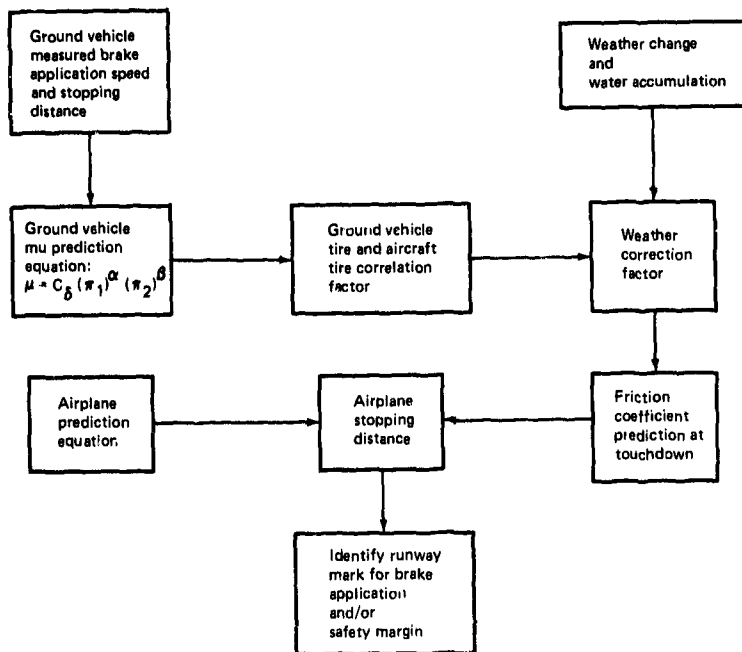 Ground vehicle
measured brake
application speed
and stopping
distance
Weather change
and
water accumulation
Ground vehicle
mu prediction
equation:
μ = C_δ (π₁)^α (π₂)^β
Ground vehicle
tire and aircraft
tire correlation
factor
Weather
correction
factor
Airplane
prediction
equation
Airplane
stopping
distance
Friction
coefficient
prediction at
touchdown
Identify runway
mark for brake
application
and/or
safety margin